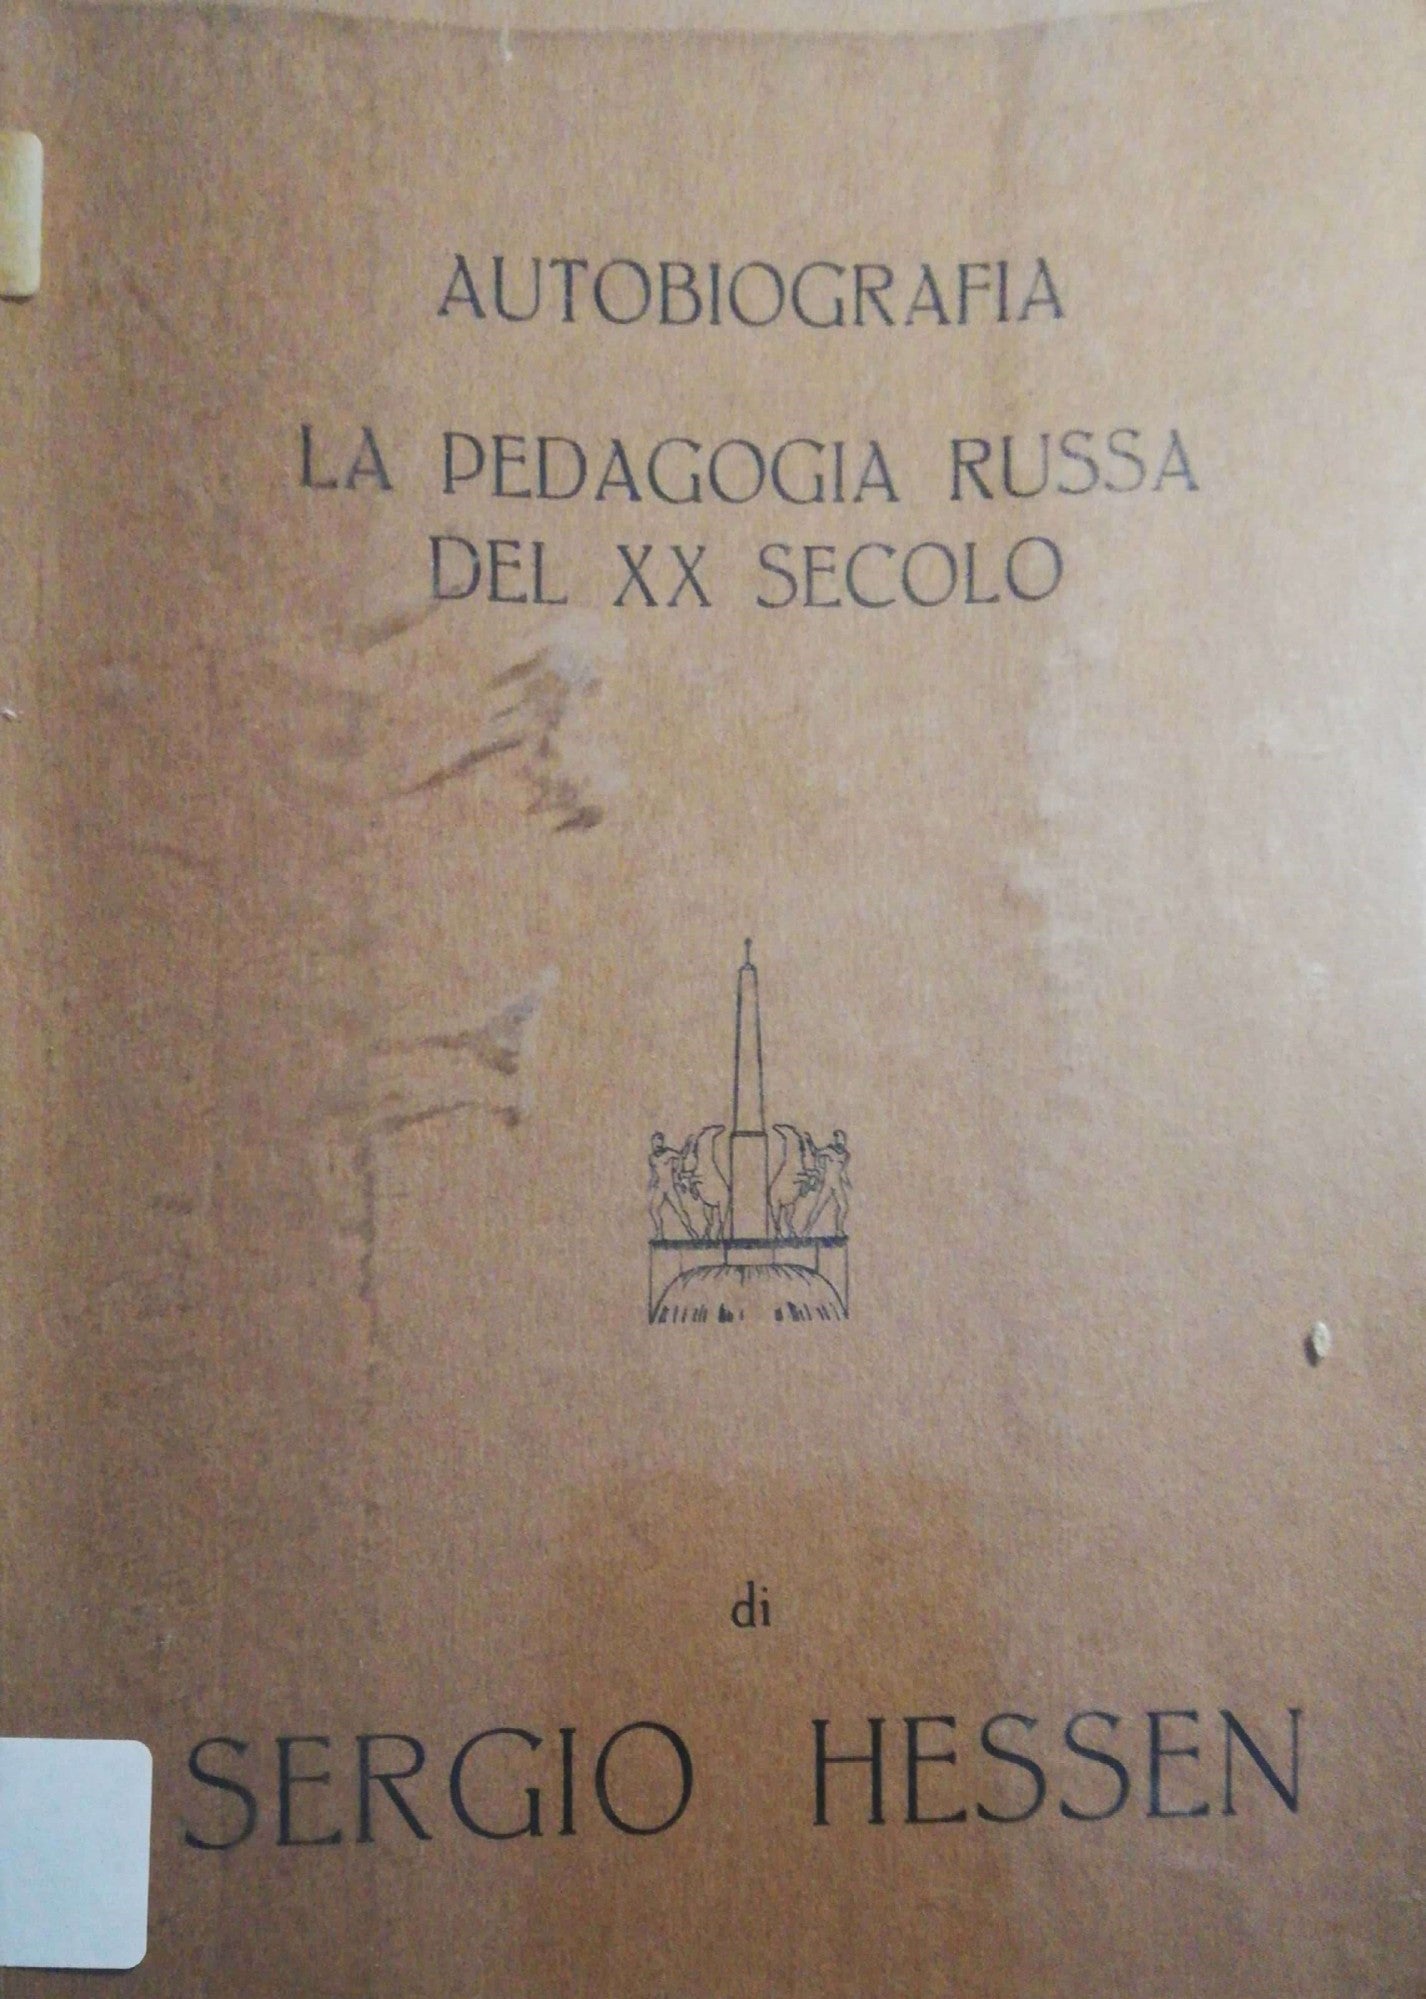 AUTOBIOGRAFIA
LA PEDAGOGIA RUSSA
DEL XX SECOLO
di
SERGIO HESSEN